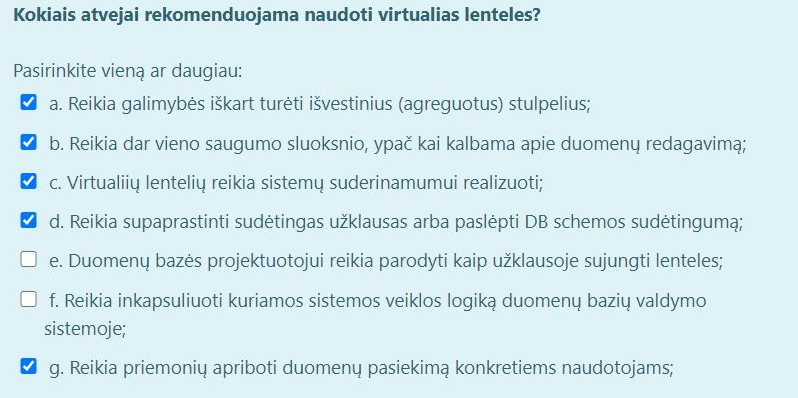 Kokiais atvejai rekomenduojama naudoti virtualias lenteles?
Pasirinkite vieną ar daugiau:
a. Reikia galimybės iškart turėti išvestinius (agreguotus) stulpelius;
b. Reikia dar vieno saugumo sluoksnio, ypač kai kalbama apie duomenų redagavimą;
c. Virtualiių lentelių reikia sistemų suderinamumui realizuoti;
d. Reikia supaprastinti sudėtingas užklausas arba paslėpti DB schemos sudėtingumą;
e. Duomenų bazės projektuotojui reikia parodyti kaip užklausoje sujungti lenteles;
f. Reikia inkapsuliuoti kuriamos sistemos veiklos logiką duomenų bazių valdymo
sistemoje;
g. Reikia priemonių apriboti duomenų pasiekimą konkretiems naudotojams;